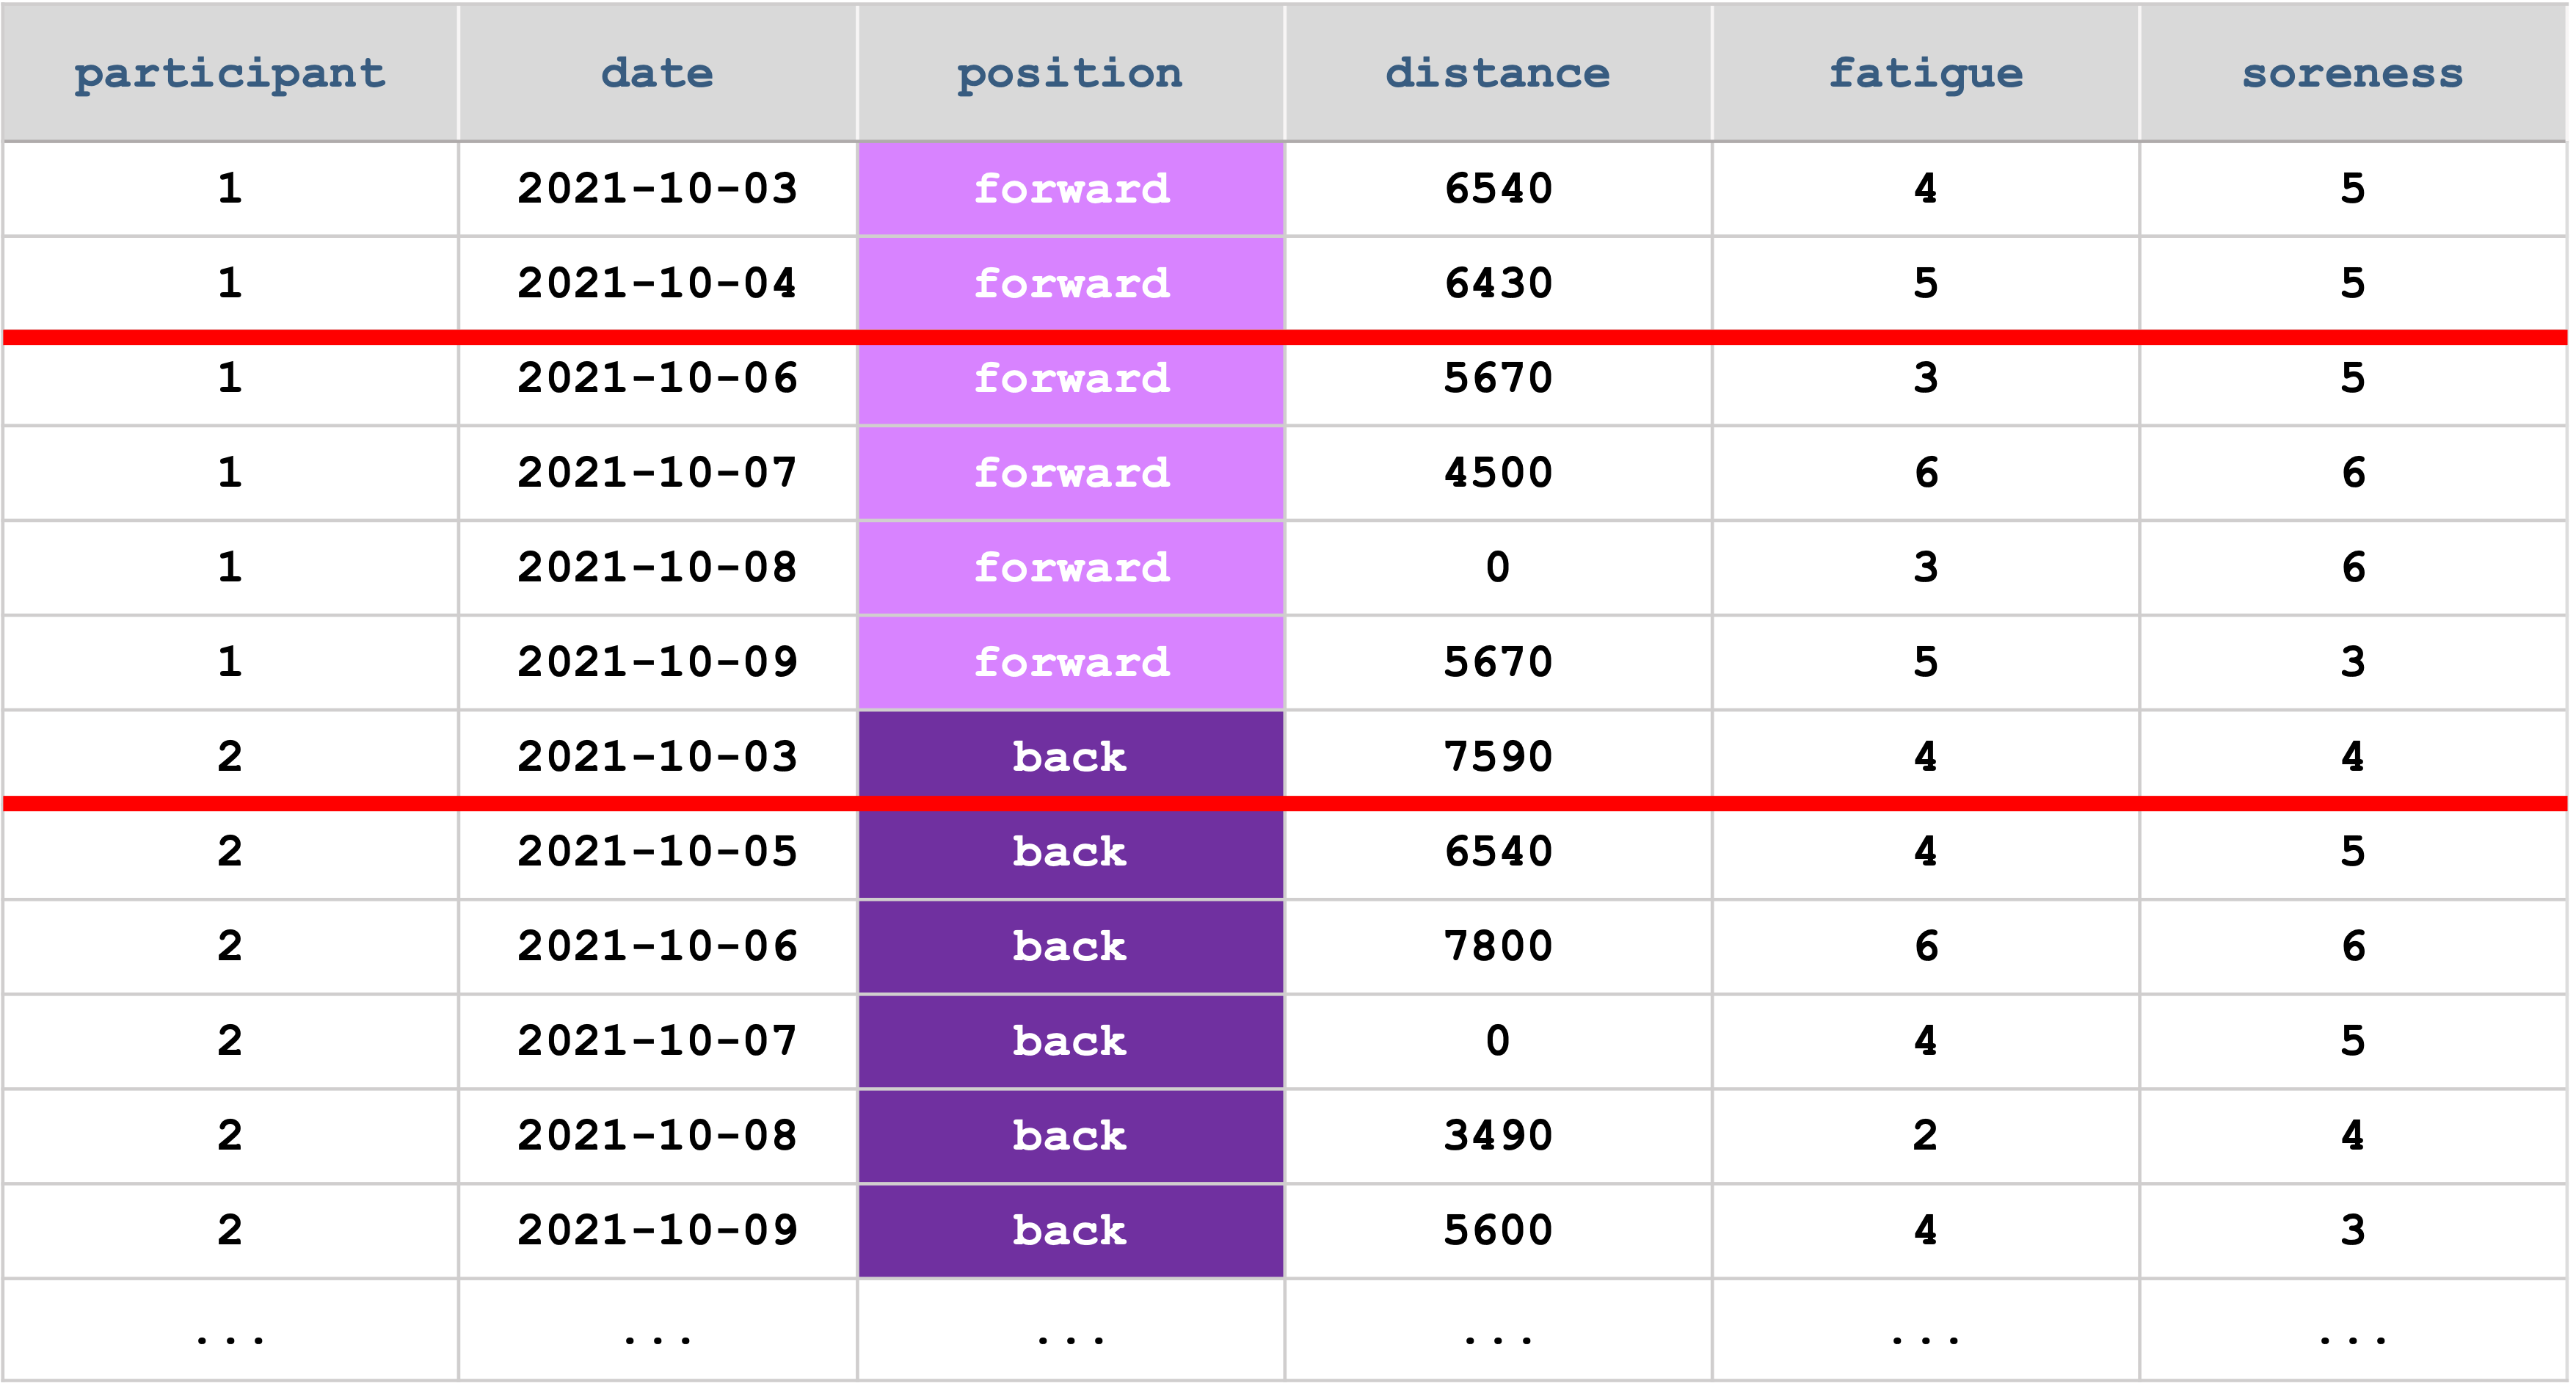 participant date position distance fatigue soreness
1 2021-10-03 forward 6540 4 5
1 2021-10-04 forward 6430 5 5
1 2021-10-06 forward 5670 3 5
1 2021-10-07 forward 4500 6 6
1 2021-10-08 forward 0 3 6
1 2021-10-09 forward 5670 5 3
2 2021-10-03 back 7590 4 4
2 2021-10-05 back 6540 4 5
2 2021-10-06 back 7800 6 6
2 2021-10-07 back 0 4 5
2 2021-10-08 back 3490 2 4
2 2021-10-09 back 5600 4 3
... ... ... ... ... ...